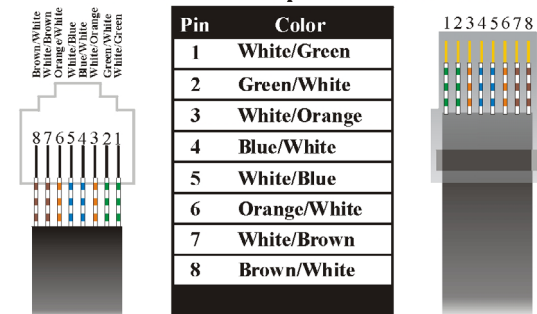 Brown/White
White/Brown
Orange/White
White/Blue
Blue/White
White/Orange
Green/White
White/Green
87654321
Pin Color
1 White/Green
2 Green/White
3 White/Orange
4 Blue/White
5 White/Blue
6 Orange/White
7 White/Brown
8 Brown/White
12345678